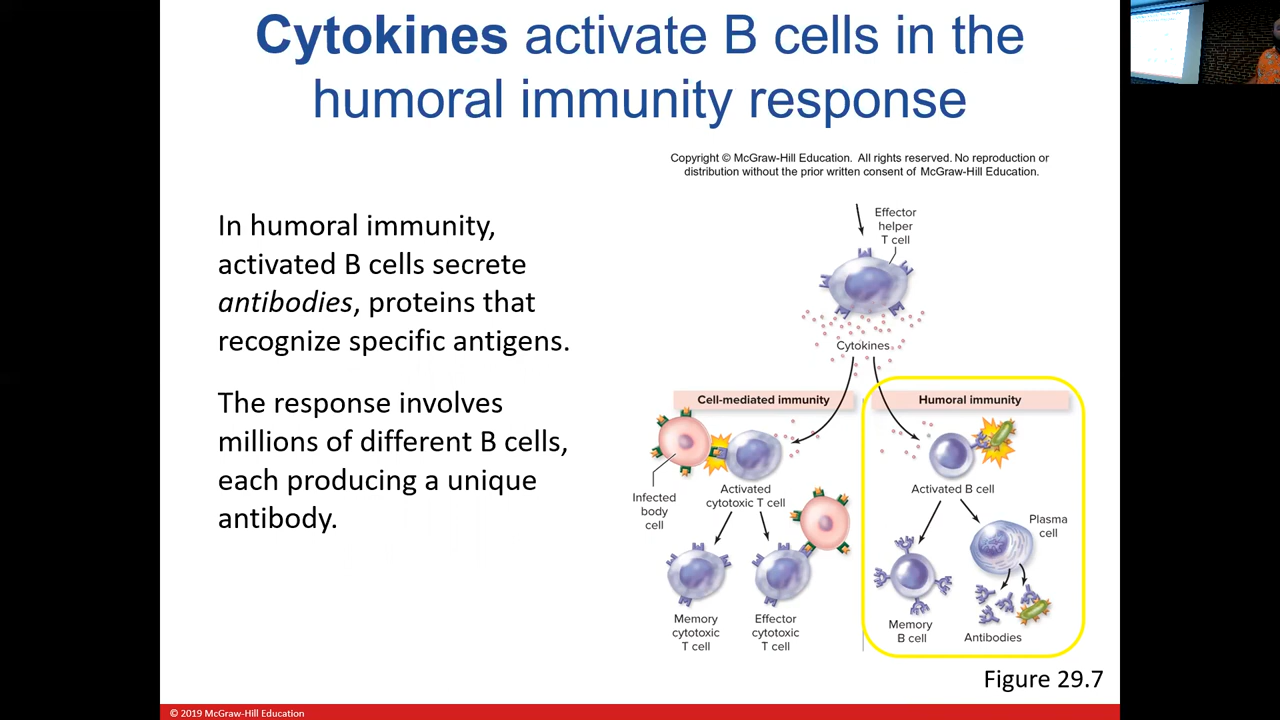 Cytokines activate B cells in the
humoral immunity response
Copyright © McGraw-Hill Education. All rights reserved. No reproduction or
distribution without the prior written consent of McGraw-Hill Education.
In humoral immunity,
activated B cells secrete
antibodies, proteins that
recognize specific antigens.
The response involves
millions of different B cells,
each producing a unique
antibody.
Effector
helper
T cell
Cytokines
Cell-mediated immunity
Infected
body
cell
Activated
cytotoxic T cell
Memory
cytotoxic
T cell
Effector
cytotoxic
T cell
Humoral immunity
Activated B cell
Plasma
cell
Memory
B cell
Antibodies
Figure 29.7
© 2019 McGraw-Hill Education